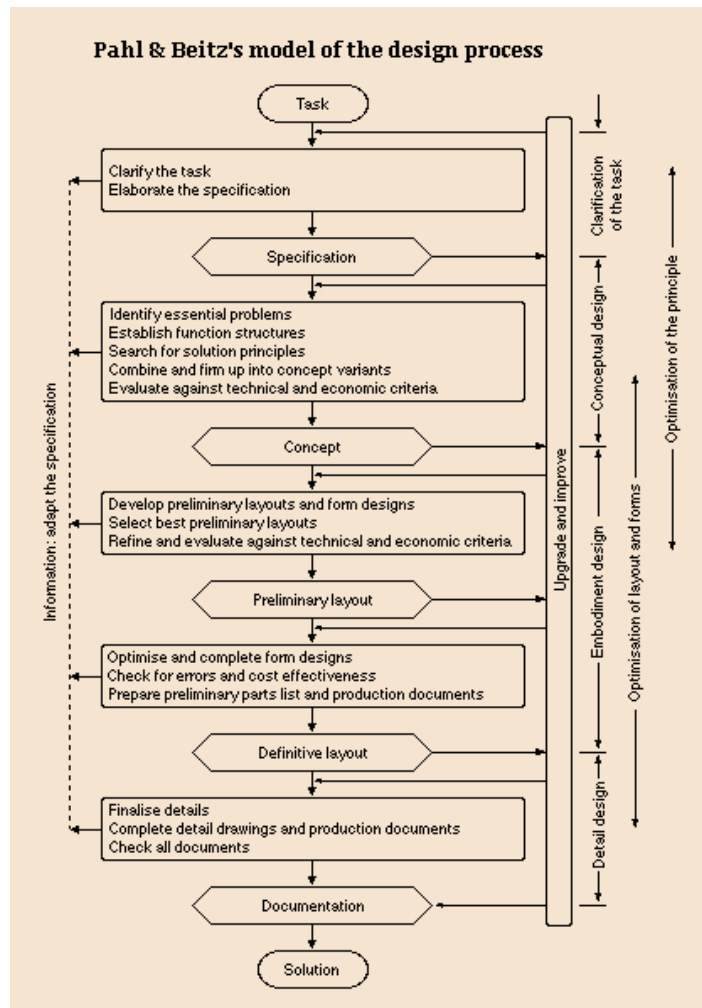 Pahl & Beitz's model of the design process
Task
Clarify the task
Elaborate the specification
Specification
Identify essential problems
Establish function structures
Search for solution principles
Combine and firm up into concept variants
Evaluate against technical and economic criteria
Concept
Develop preliminary layouts and form designs
Select best preliminary layouts
Refine and evaluate against technical and economic criteria
Preliminary layout
Optimise and complete form designs
Check for errors and cost effectiveness
Prepare preliminary parts list and production documents
Definitive layout
Finalise details
Complete detail drawings and production documents
Check all documents
Documentation
Solution
Information: adapt the specification
Upgrade and improve
Clarification
of the task
Conceptual design
Embodiment design
Detail design
Optimisation of the principle
Optimisation of layout and forms